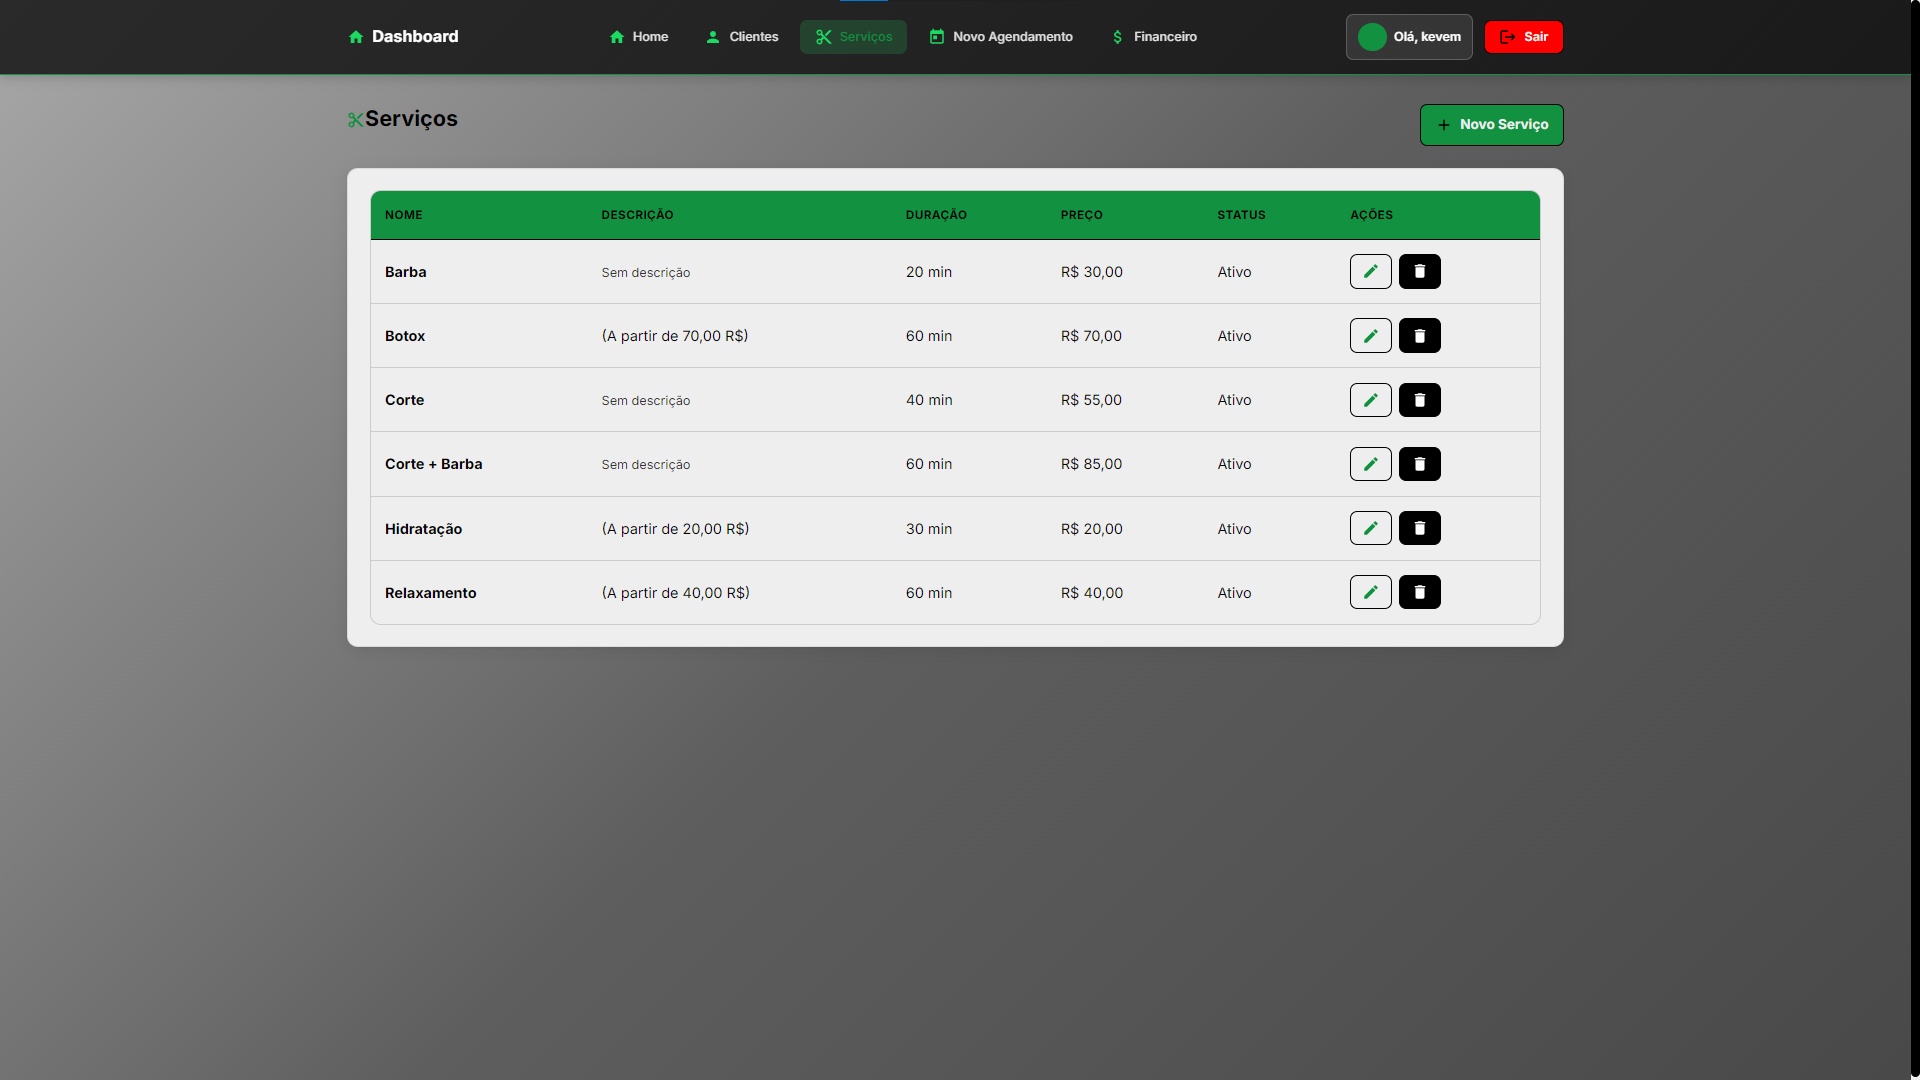 Dashboard
Home
Clientes
Serviços
Novo Agendamento
Financeiro
Olá, kevem
Sair
Serviços
Novo Serviço
NOME DESCRIÇÃO DURAÇÃO PREÇO STATUS AÇÕES
Barba Sem descrição 20 min R$ 30,00 Ativo
Botox (A partir de 70,00 R$) 60 min R$ 70,00 Ativo
Corte Sem descrição 40 min R$ 55,00 Ativo
Corte + Barba Sem descrição 60 min R$ 85,00 Ativo
Hidratação (A partir de 20,00 R$) 30 min R$ 20,00 Ativo
Relaxamento (A partir de 40,00 R$) 60 min R$ 40,00 Ativo